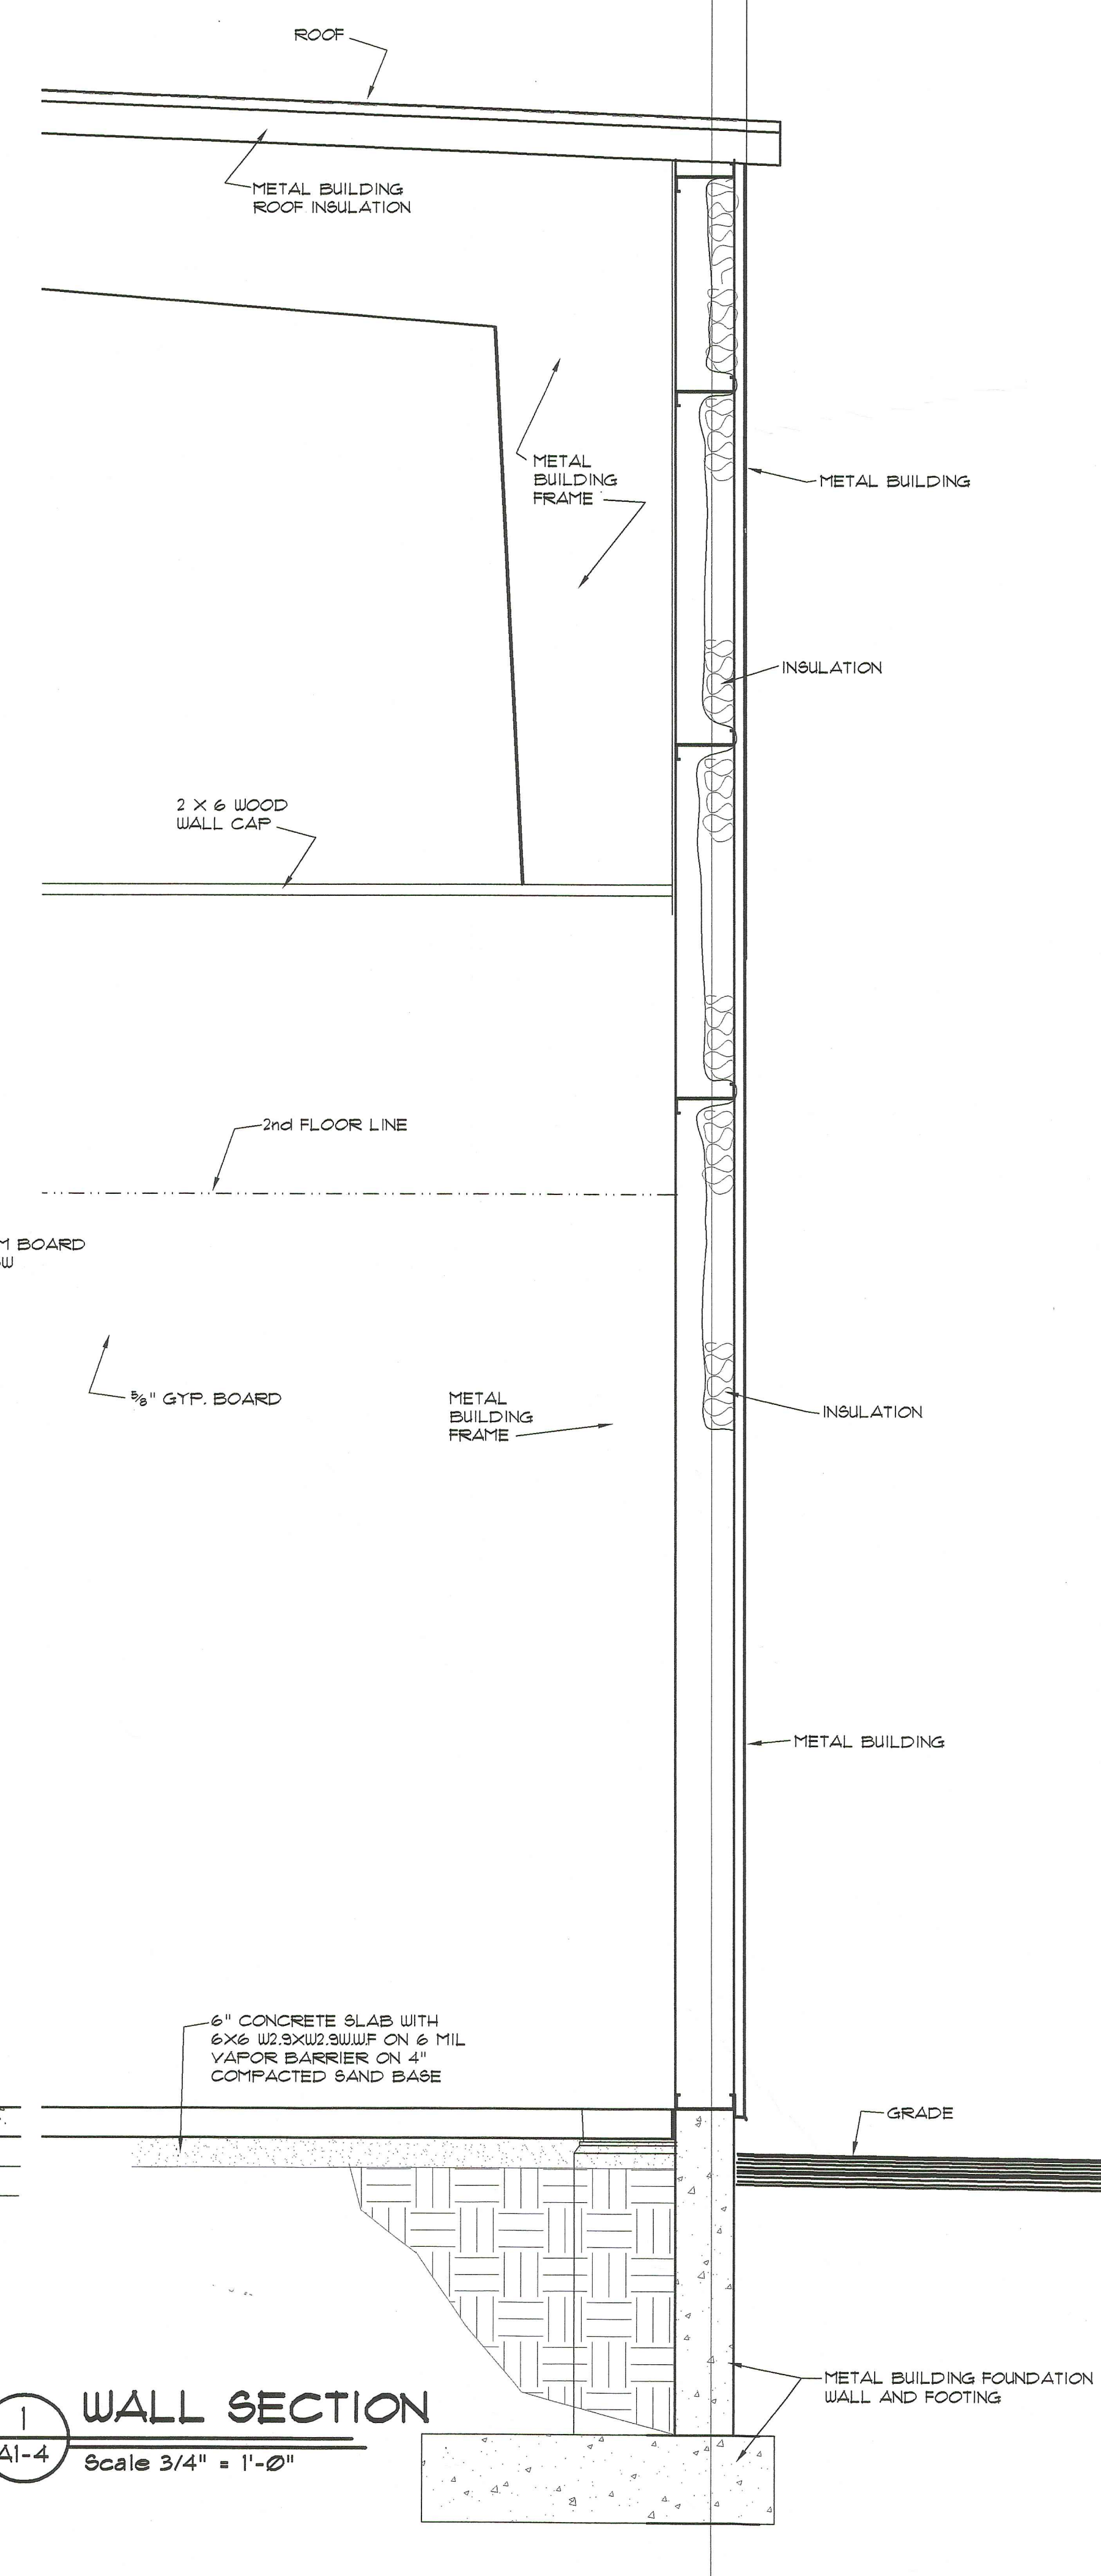 ROOF
METAL BUILDING
ROOF INSULATION
METAL
BUILDING
FRAME
METAL BUILDING
INSULATION
2 X 6 WOOD
WALL CAP
2nd FLOOR LINE
BOARD
5/8" GYP. BOARD
METAL
BUILDING
FRAME
INSULATION
METAL BUILDING
6" CONCRETE SLAB WITH
6X6 W2.9XW2.9W.W.F ON 6 MIL
VAPOR BARRIER ON 4"
COMPACTED SAND BASE
GRADE
METAL BUILDING FOUNDATION
WALL AND FOOTING
1
A1-4
WALL SECTION
Scale 3/4" = 1'-0"